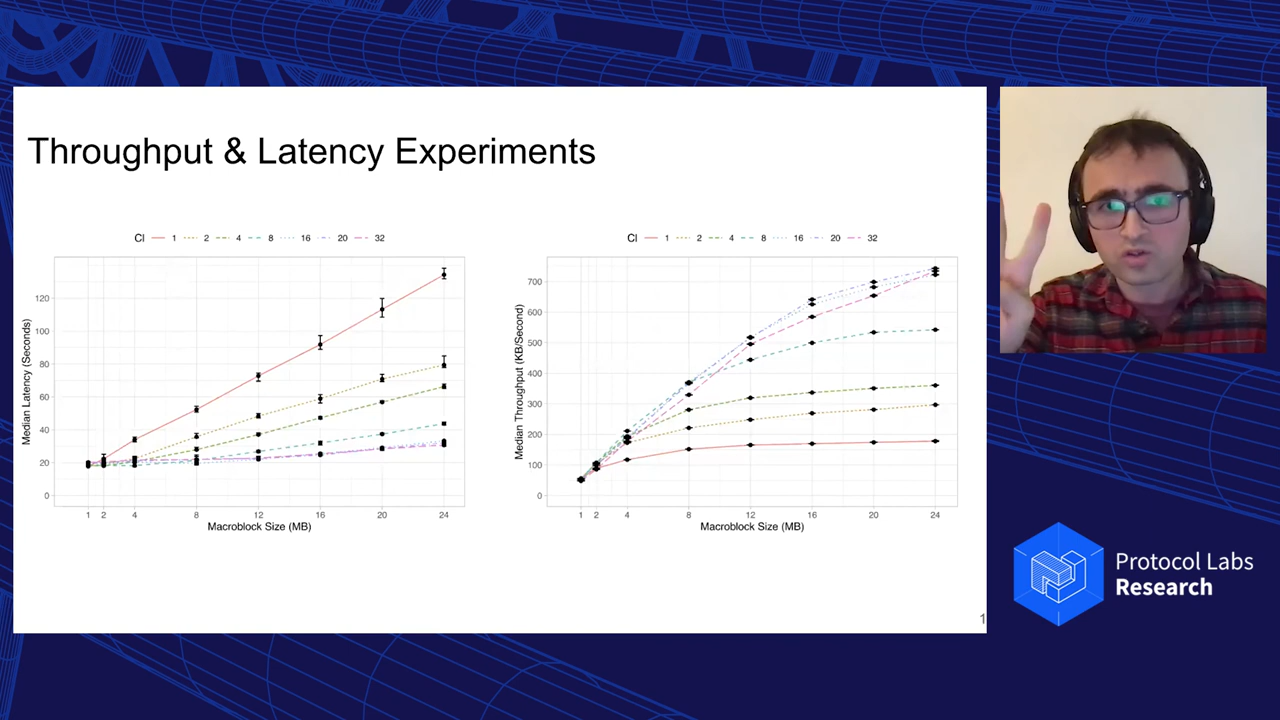 Throughput & Latency Experiments
Cl 1 2 4 8 16 20 32
Median Latency (Seconds)
120
100
80
60
40
20
0
1 2 4 8 12 16 20 24
Macroblock Size (MB)
Cl 1 2 4 8 16 20 32
Median Throughput (KB/Second)
700
600
500
400
300
200
100
0
1 2 4 8 12 16 20 24
Macroblock Size (MB)
1
Protocol Labs
Research